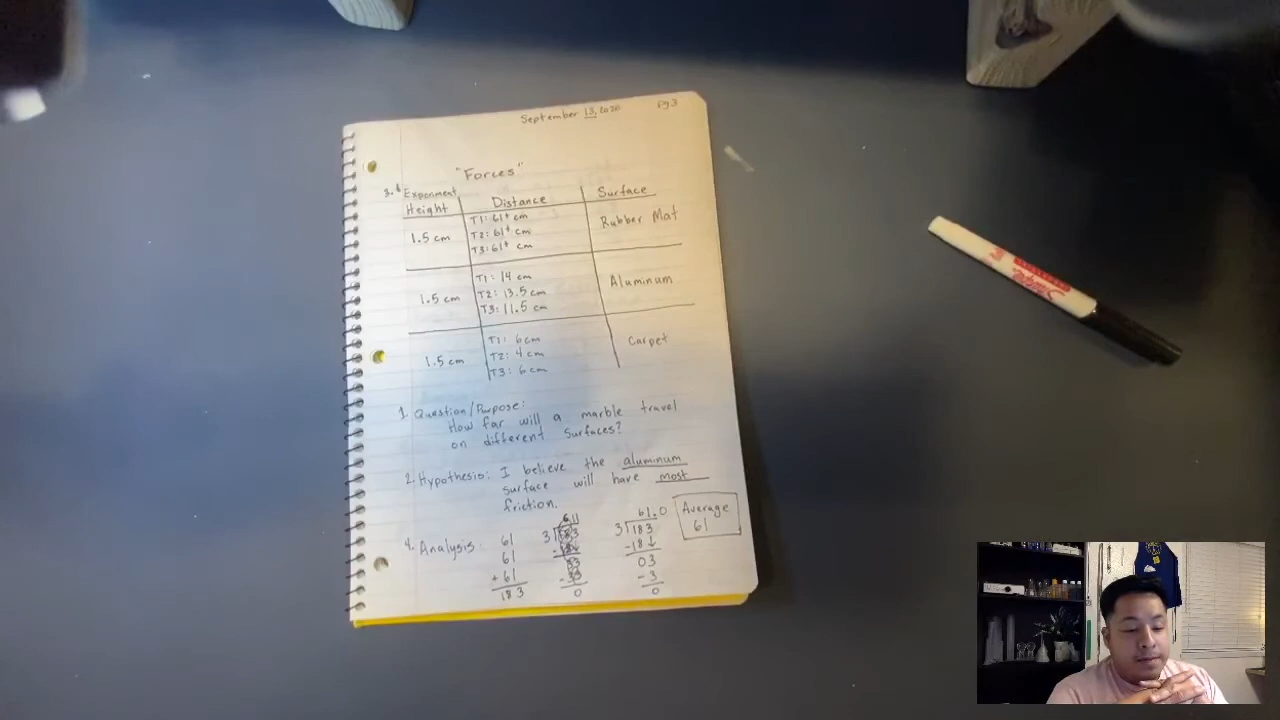 September 13, 2020 Pg 3
"Forces"
3. Experiment
Height Distance Surface
1.5 cm T1: 61+ cm Rubber Mat
T2: 61+ cm
T3: 61+ cm
1.5 cm T1: 14 cm Aluminum
T2: 13.5 cm
T3: 11.5 cm
1.5 cm T1: 6 cm Carpet
T2: 4 cm
T3: 6 cm
1. Question/Purpose:
How far will a marble travel
on different surfaces?
2. Hypothesis: I believe the aluminum
surface will have most
friction.
4. Analysis:
61
61
+61
183
61.0
3 183
-18
03
-3
0
Average
61